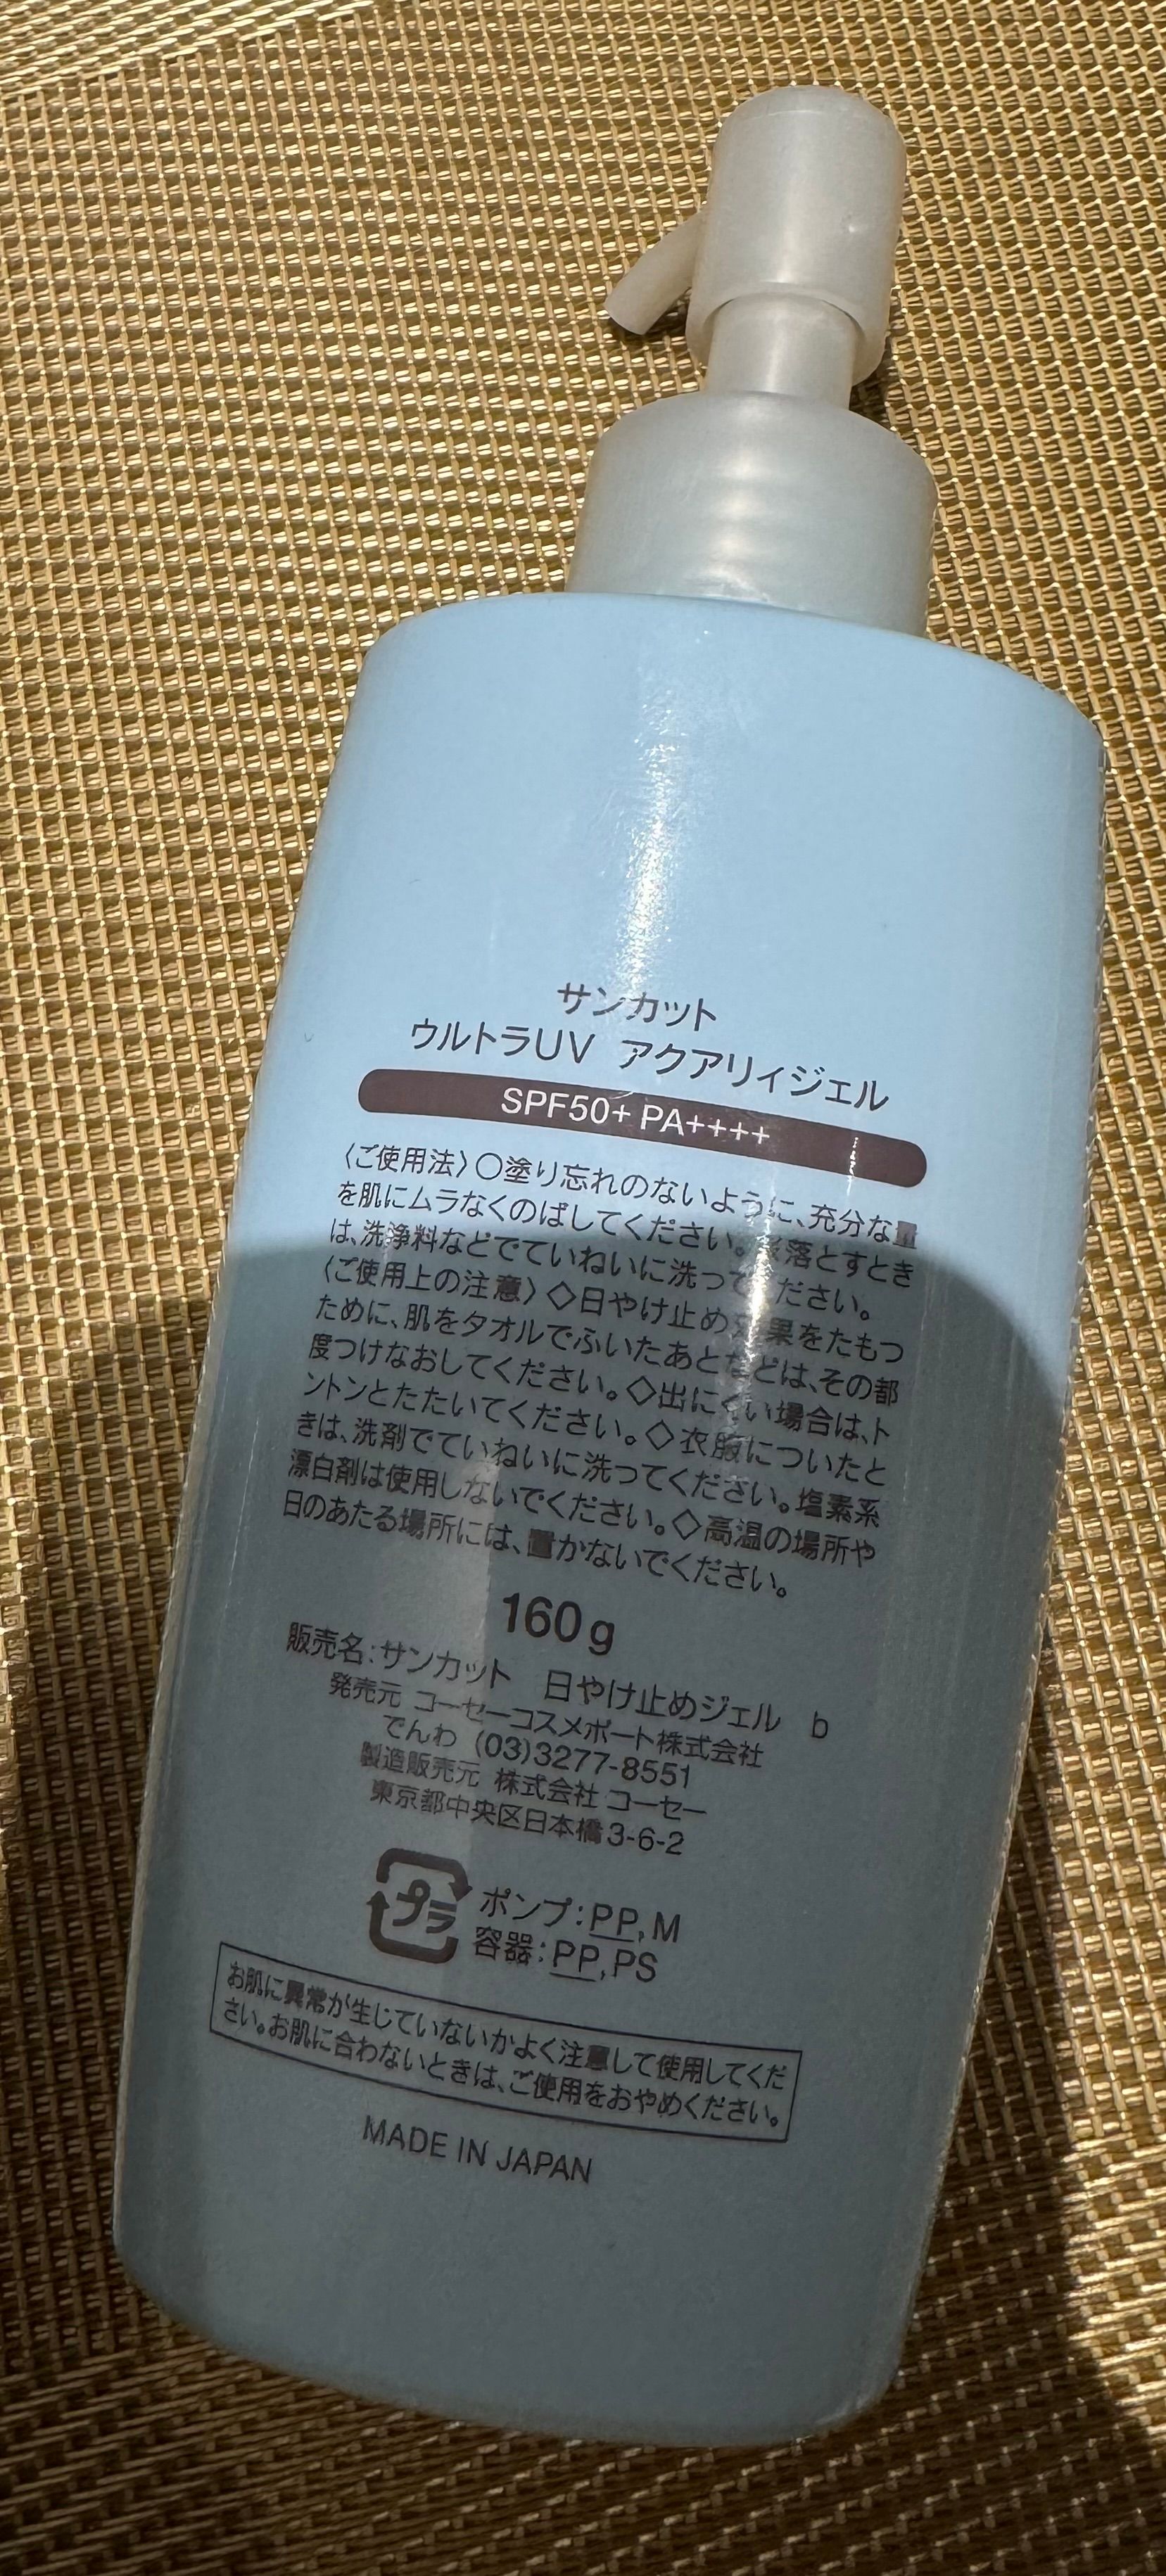 サンカット
ウルトラUV アクアリィジェル
SPF50+ PA++++
〈ご使用法〉○塗り忘れのないように、充分な量
を肌にムラなくのばしてください。 落とすとき
は、洗浄料などでていねいに洗ってください。
〈ご使用上の注意〉◇日やけ止め効果をたもつ
ために、肌をタオルでふいたあとなどは、その都
度つけなおしてください。◇出にくい場合は、ト
ントンとたたいてください。◇衣服についたと
きは、洗剤でていねいに洗ってください。塩素系
漂白剤は使用しないでください。◇高温の場所や
日のあたる場所には、置かないでください。
160g
販売名:サンカット 日やけ止めジェル b
発売元 コーセーコスメポート株式会社
でんわ (03)3277-8551
製造販売元 株式会社 コーセー
東京都中央区日本橋3-6-2
プラ
ポンプ:PP,M
容器:PP,PS
お肌に異常が生じていないかよく注意して使用してくだ
さい。お肌に合わないときは、ご使用をおやめください。
MADE IN JAPAN